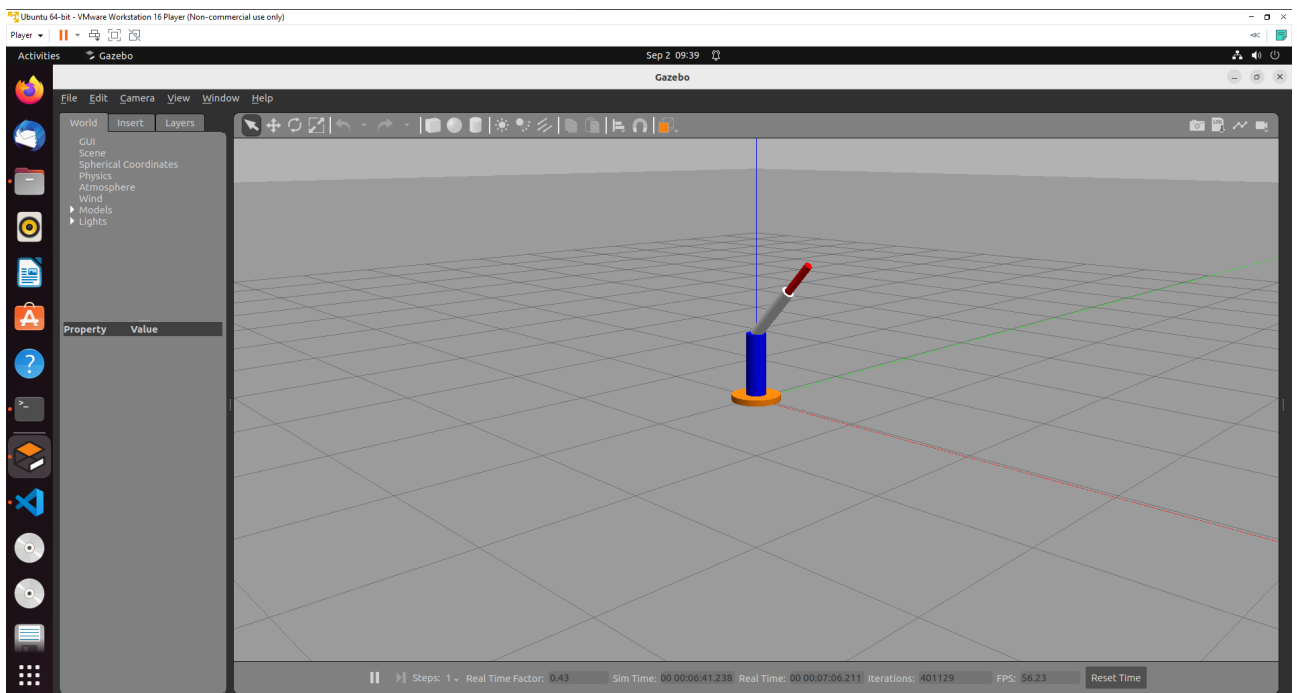 Ubuntu 64-bit - VMware Workstation 16 Player (Non-commercial use only)
Player
Activities Gazebo Sep 2 09:39
Gazebo
File Edit Camera View Window Help
World Insert Layers
GUI
Scene
Spherical Coordinates
Physics
Atmosphere
Wind
Models
Lights
Property Value
Steps: 1 Real Time Factor: 0.43 Sim Time: 00 00:06:41.238 Real Time: 00 00:07:06.211 Iterations: 401129 FPS: 56.23 Reset Time